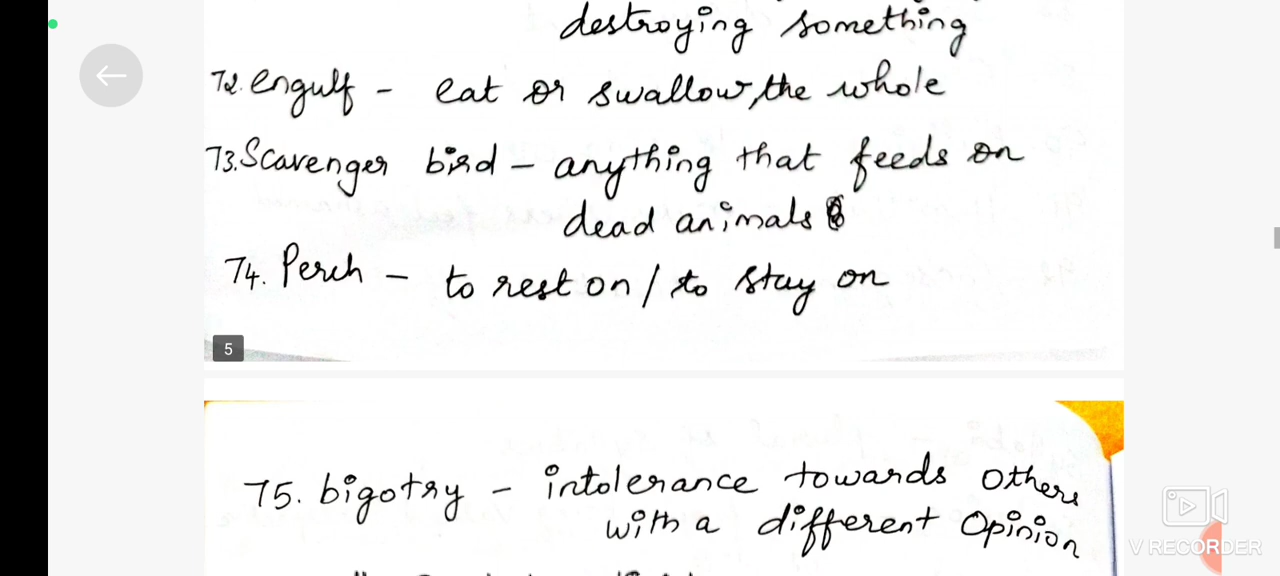 destroying something
72. engulf - eat or swallow, the whole
73. Scavenger bird - anything that feeds on
dead animals
74. Perch - to rest on / to stay on
5
75. bigotry - intolerance towards others
with a different opinion
V RECORDER